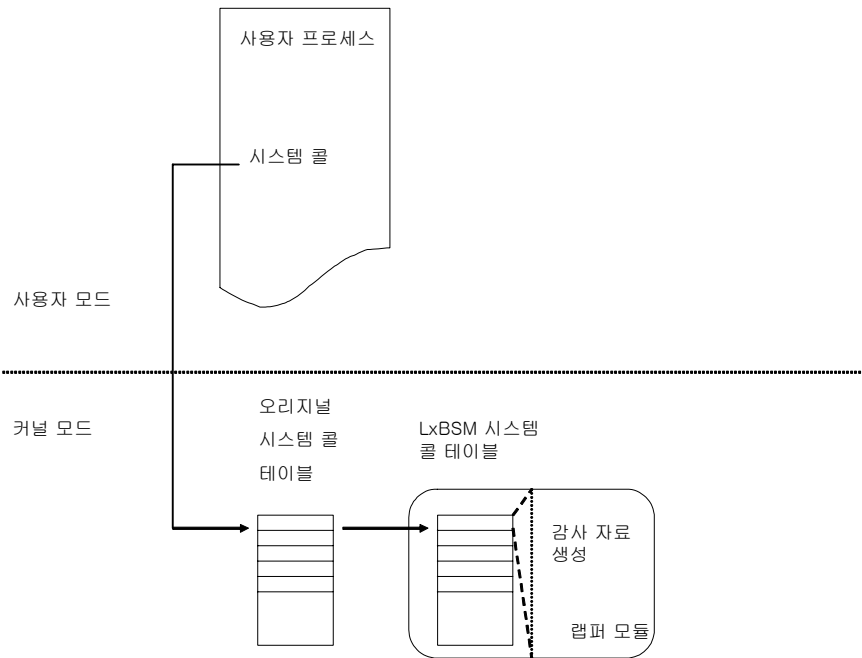 사용자 프로세스
시스템 콜
사용자 모드
커널 모드
오리지널
시스템 콜
테이블
LxBSM 시스템
콜 테이블
감사 자료
생성
랩퍼 모듈